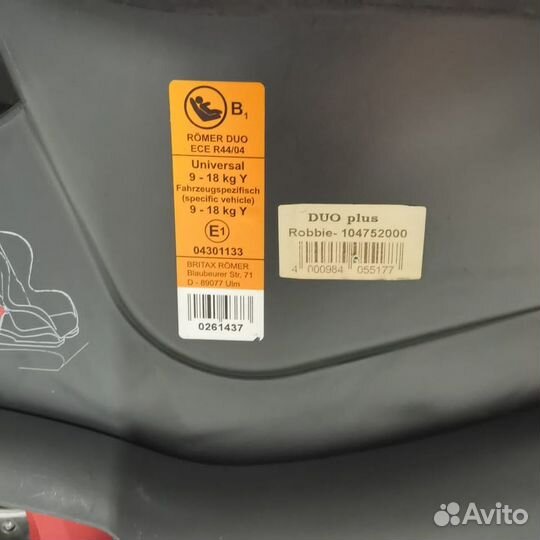 B1
RÖMER DUO
ECE R44/04
Universal
9 - 18 kg Y
Fahrzeugspezifisch
(specific vehicle)
9 - 18 kg Y
E1
04301133
BRITAX RÖMER
Blaubeurer Str. 71
D - 89077 Ulm
0261437
DUO plus
Robbie- 104752000
4 000984 055177
Avito